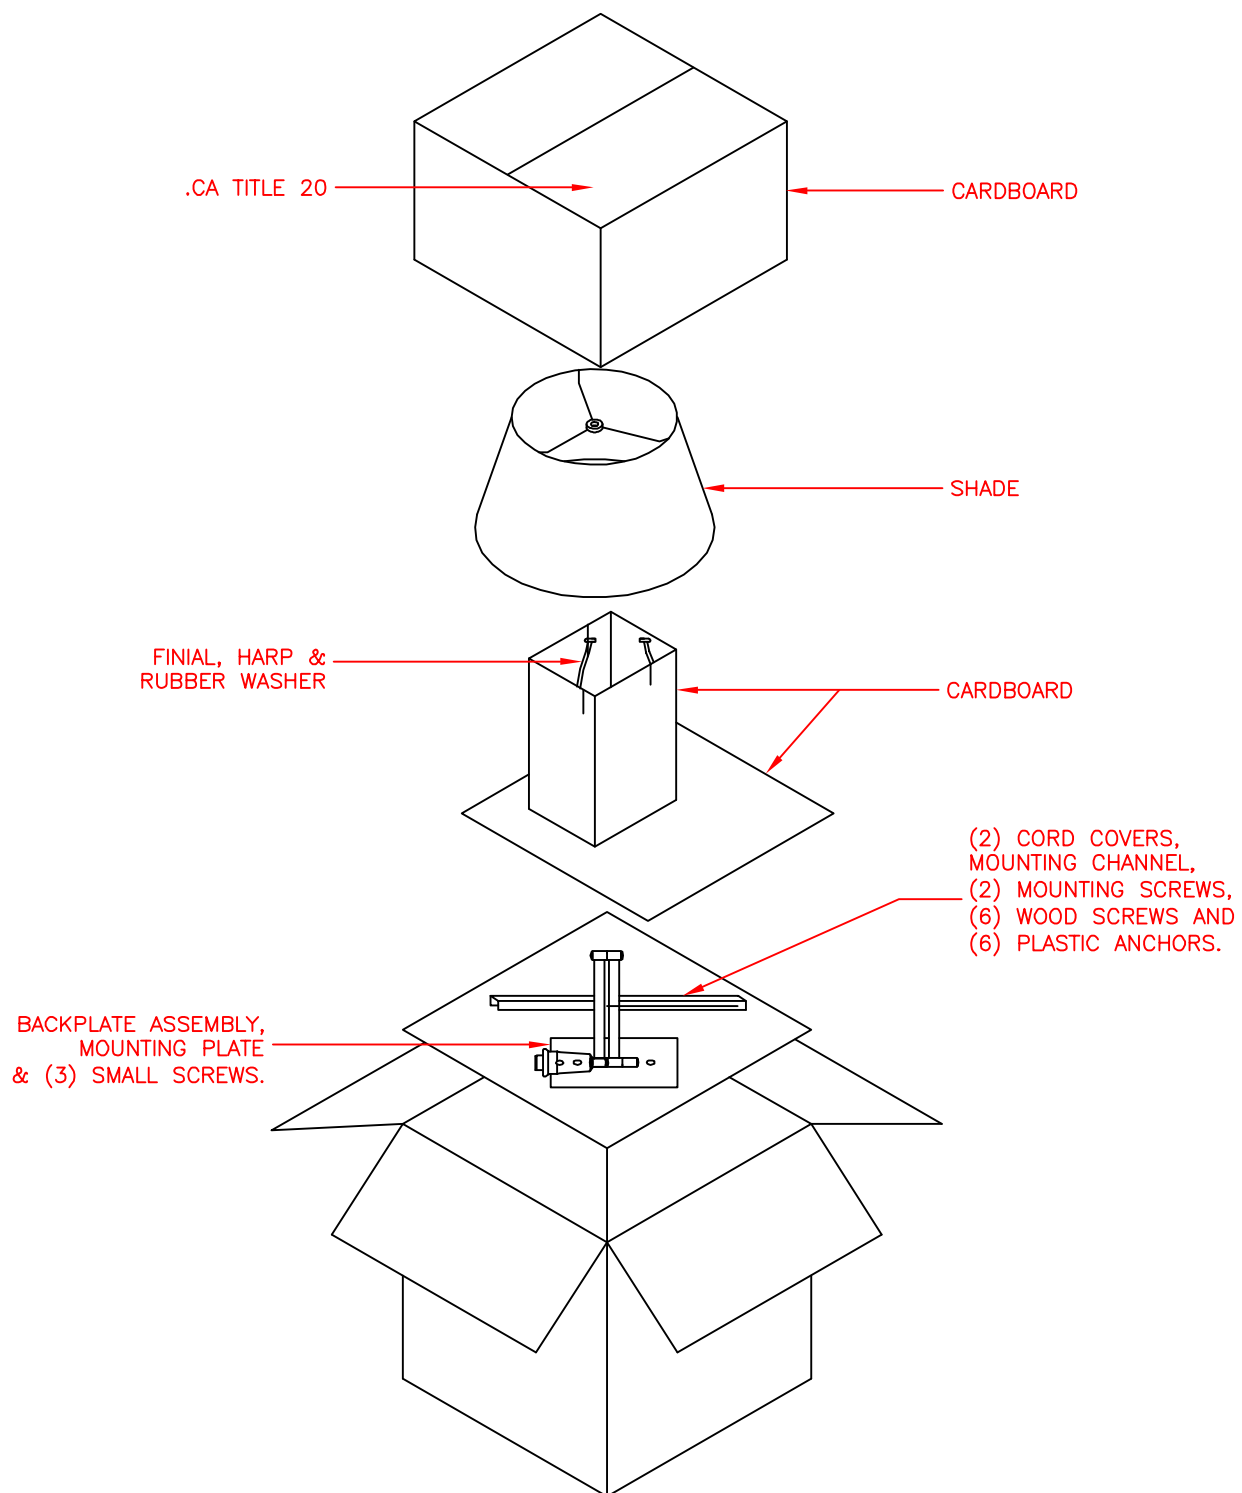 .CA TITLE 20
CARDBOARD
SHADE
FINIAL, HARP &
RUBBER WASHER
CARDBOARD
(2) CORD COVERS,
MOUNTING CHANNEL,
(2) MOUNTING SCREWS,
(6) WOOD SCREWS AND
(6) PLASTIC ANCHORS.
BACKPLATE ASSEMBLY,
MOUNTING PLATE
& (3) SMALL SCREWS.